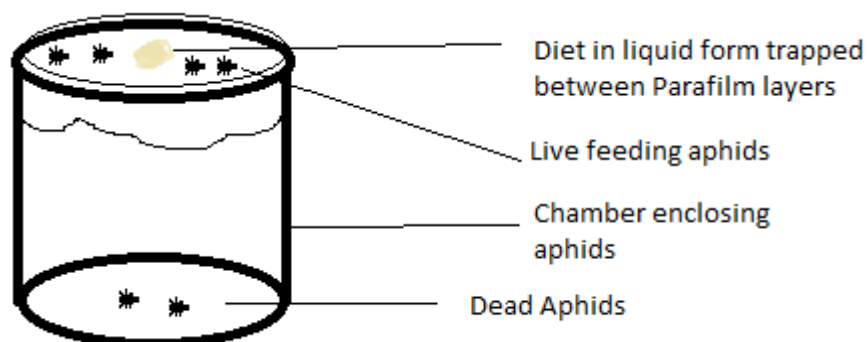 Diet in liquid form trapped
between Parafilm layers
Live feeding aphids
Chamber enclosing
aphids
Dead Aphids